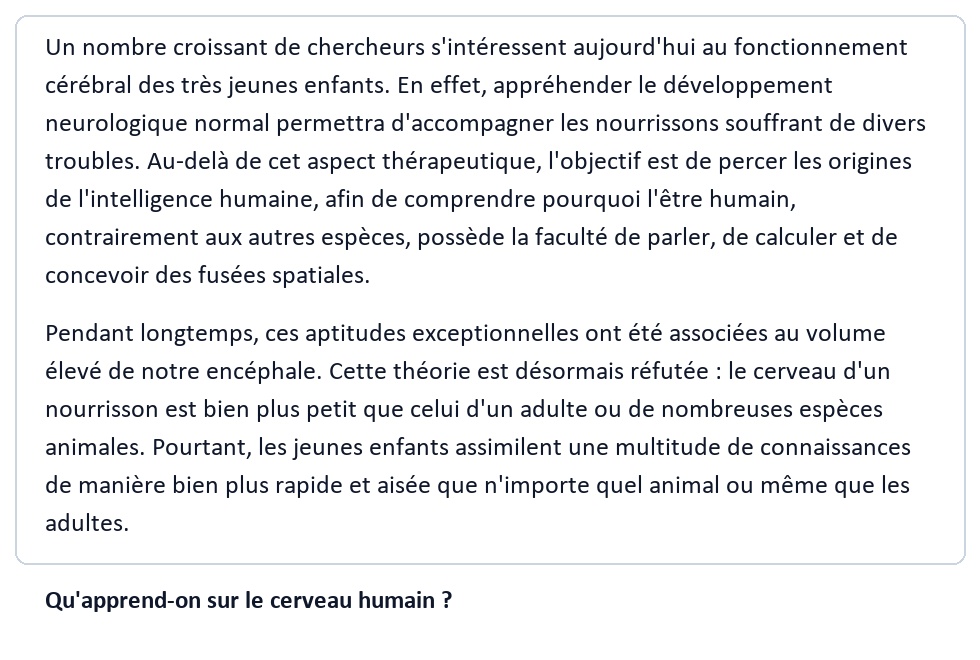 Un nombre croissant de chercheurs s'intéressent aujourd'hui au fonctionnement
cérébral des très jeunes enfants. En effet, appréhender le développement
neurologique normal permettra d'accompagner les nourrissons souffrant de divers
troubles. Au-delà de cet aspect thérapeutique, l'objectif est de percer les origines
de l'intelligence humaine, afin de comprendre pourquoi l'être humain,
contrairement aux autres espèces, possède la faculté de parler, de calculer et de
concevoir des fusées spatiales.
Pendant longtemps, ces aptitudes exceptionnelles ont été associées au volume
élevé de notre encéphale. Cette théorie est désormais réfutée : le cerveau d'un
nourrisson est bien plus petit que celui d'un adulte ou de nombreuses espèces
animales. Pourtant, les jeunes enfants assimilent une multitude de connaissances
de manière bien plus rapide et aisée que n'importe quel animal ou même que les
adultes.
Qu'apprend-on sur le cerveau humain ?